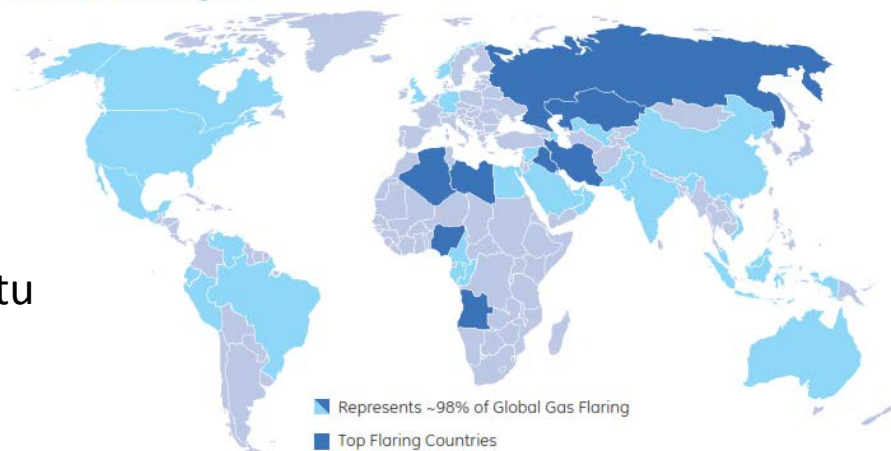 tu
Represents ~98% of Global Gas Flaring
Top Flaring Countries